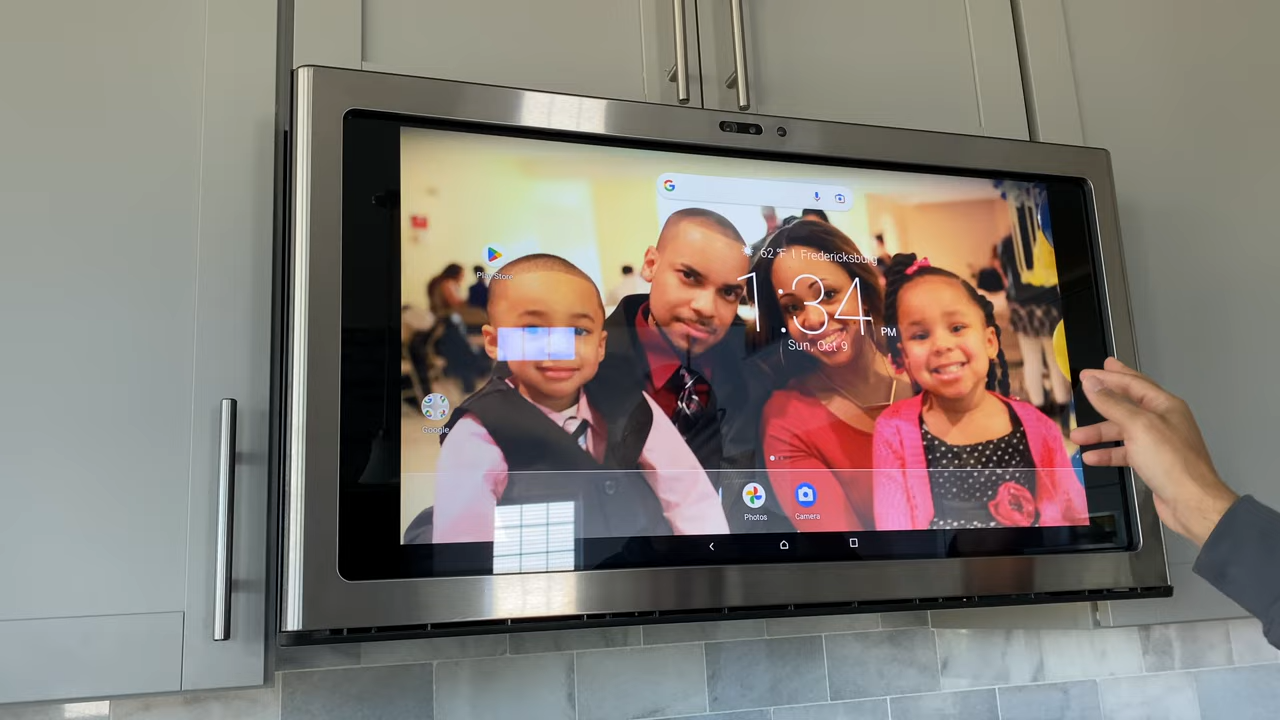 G
62 °F | Fredericksburg
Play Store
1:34 PM
Sun, Oct 9
Google
Photos
Camera